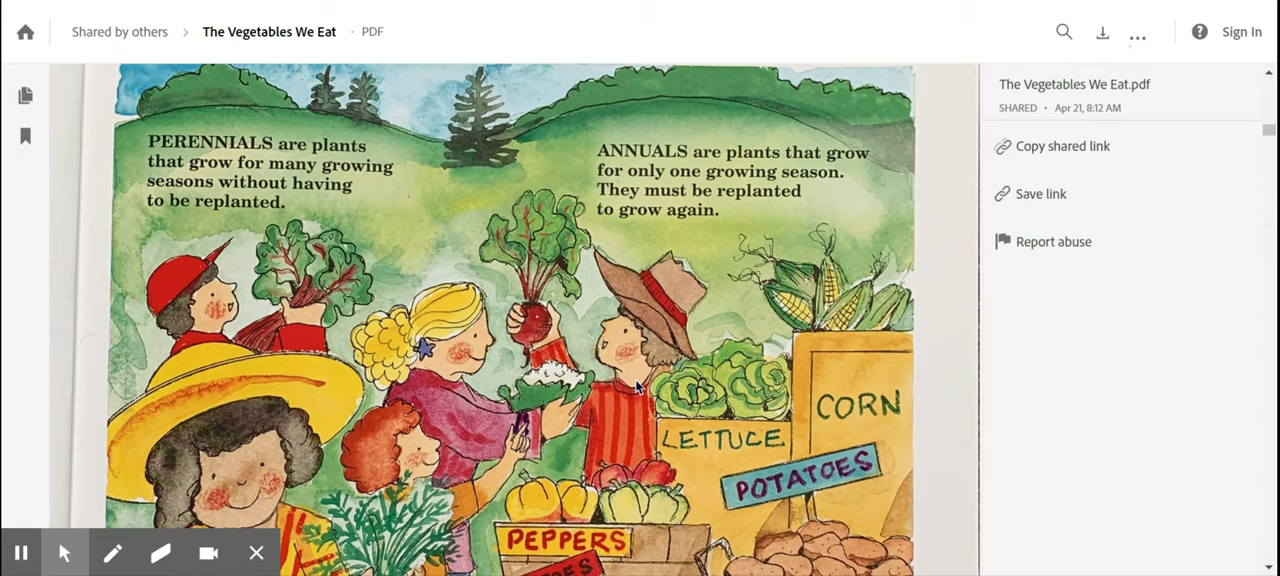 Shared by others > The Vegetables We Eat · PDF
Sign In
The Vegetables We Eat.pdf
SHARED • Apr 21, 8:12 AM
Copy shared link
Save link
Report abuse
PERENNIALS are plants
that grow for many growing
seasons without having
to be replanted.
ANNUALS are plants that grow
for only one growing season.
They must be replanted
to grow again.
CORN
LETTUCE
POTATOES
PEPPERS